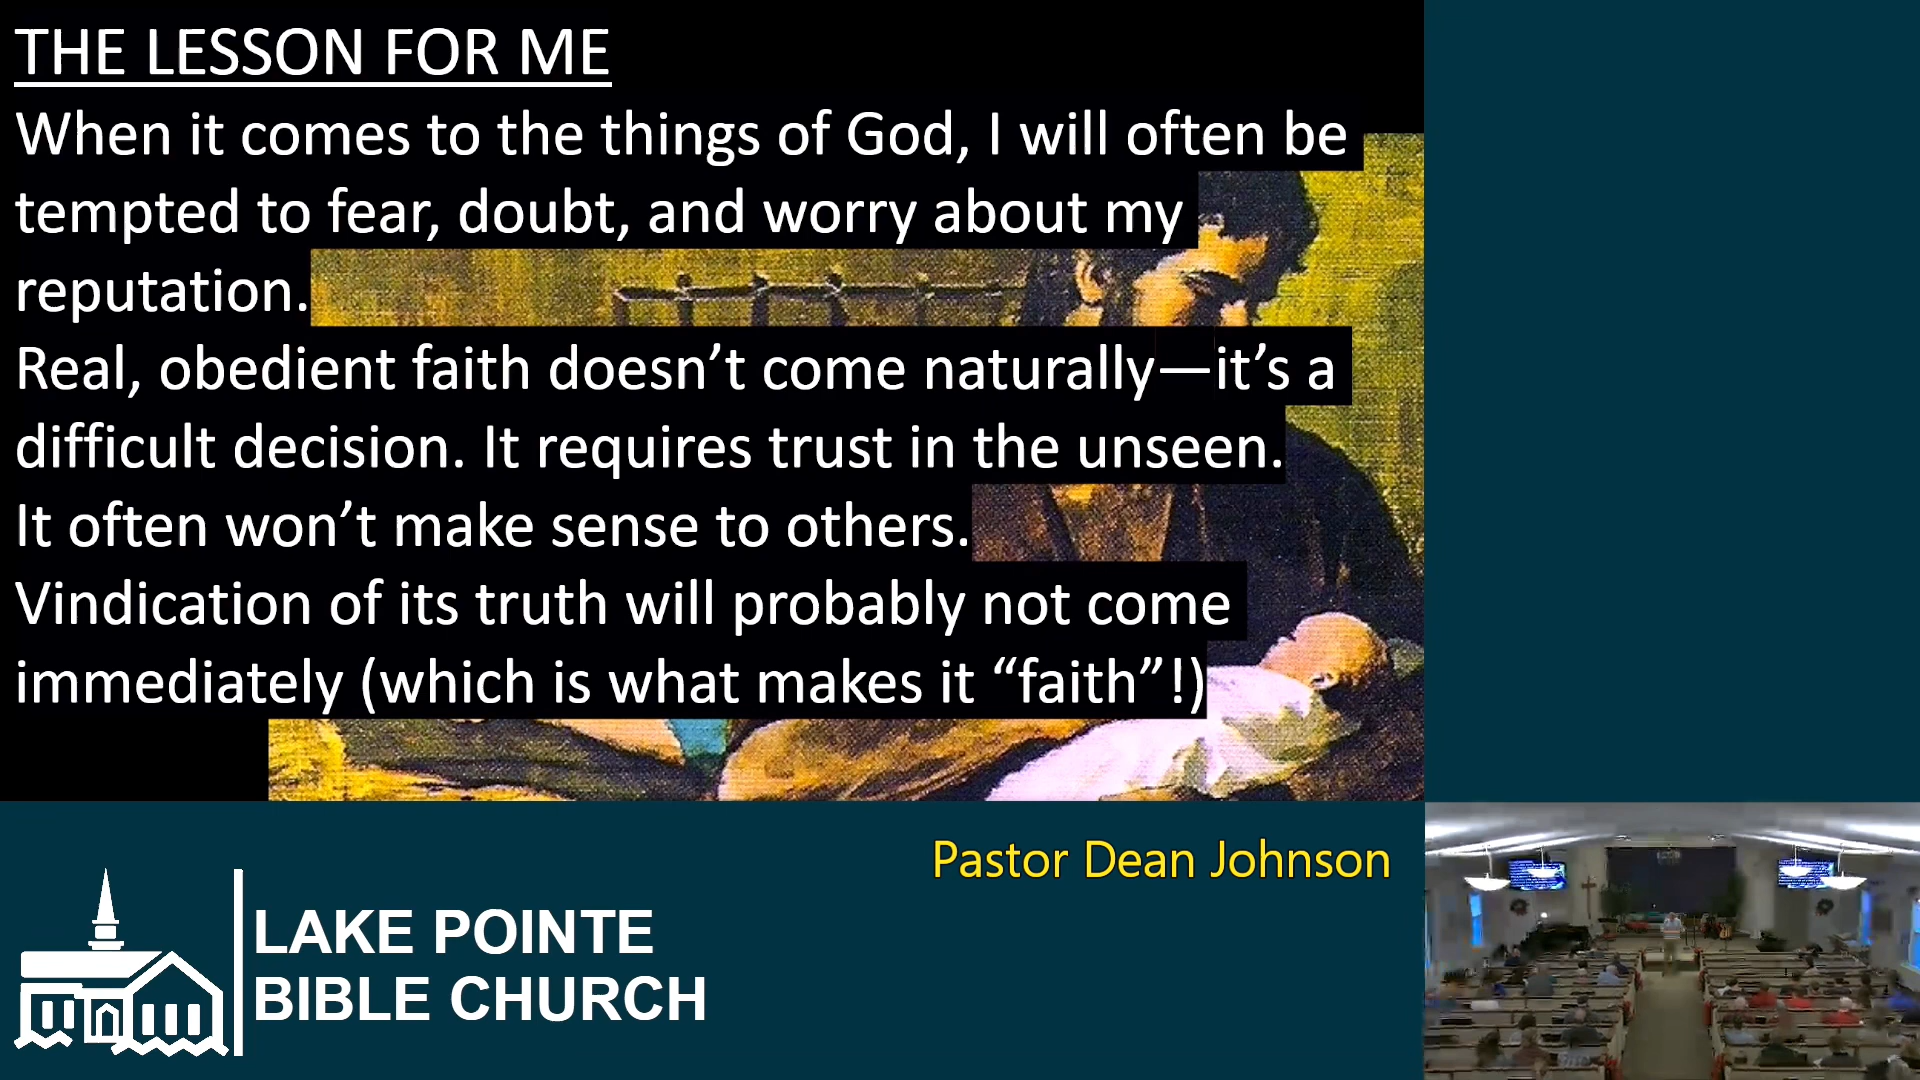 THE LESSON FOR ME
When it comes to the things of God, I will often be
tempted to fear, doubt, and worry about my
reputation.
Real, obedient faith doesn’t come naturally—it’s a
difficult decision. It requires trust in the unseen.
It often won’t make sense to others.
Vindication of its truth will probably not come
immediately (which is what makes it “faith”!)
Pastor Dean Johnson
LAKE POINTE
BIBLE CHURCH